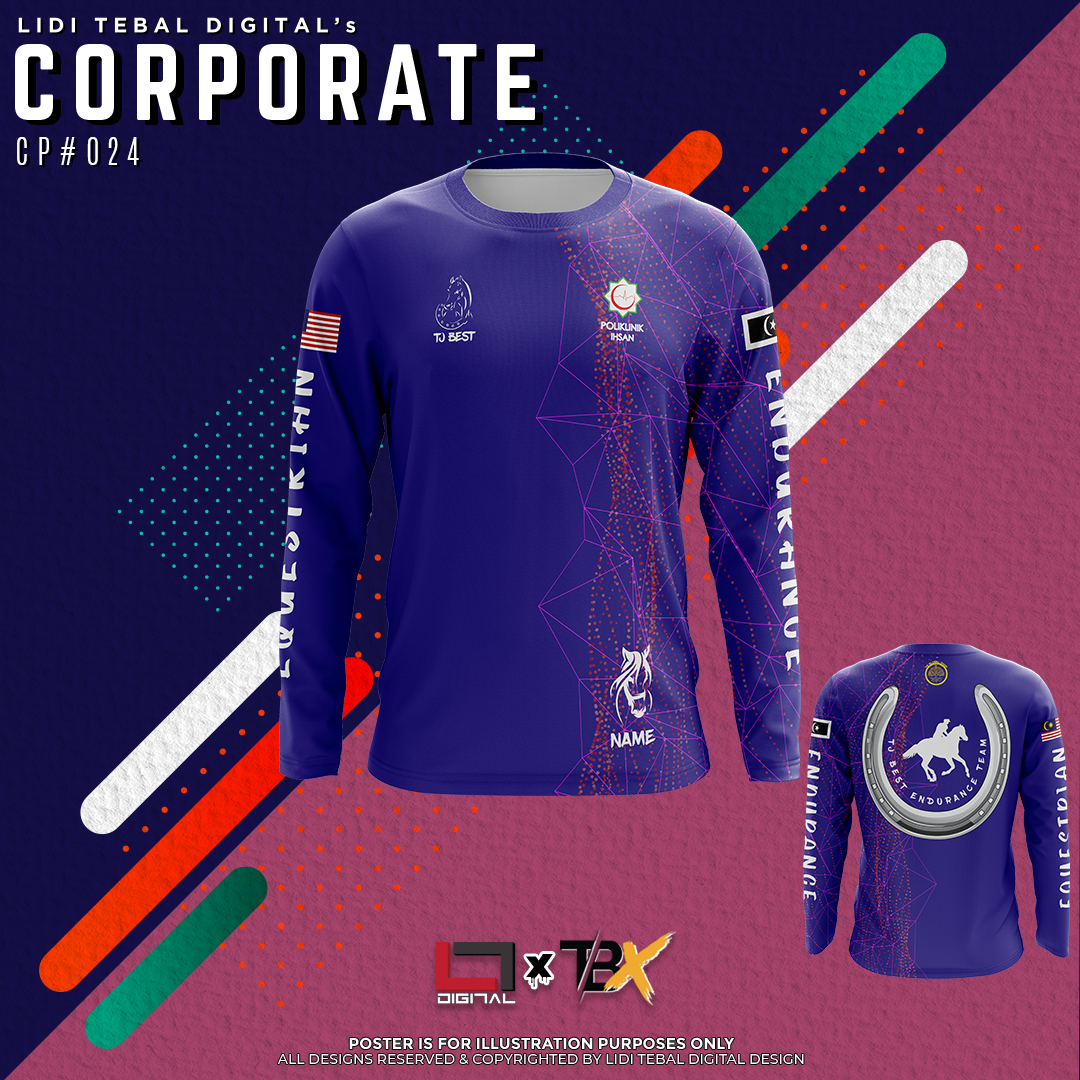 LIDI TEBAL DIGITAL's
CORPORATE
CP#024
TJ BEST
POLIKLINIK
IHSAN
EQUESTRIAN
ENDURANCE
NAME
TJ BEST ENDURANCE TEAM
ENDURANCE
EQUESTRIAN
DIGITAL
X
TBX
POSTER IS FOR ILLUSTRATION PURPOSES ONLY
ALL DESIGNS RESERVED & COPYRIGHTED BY LIDI TEBAL DIGITAL DESIGN